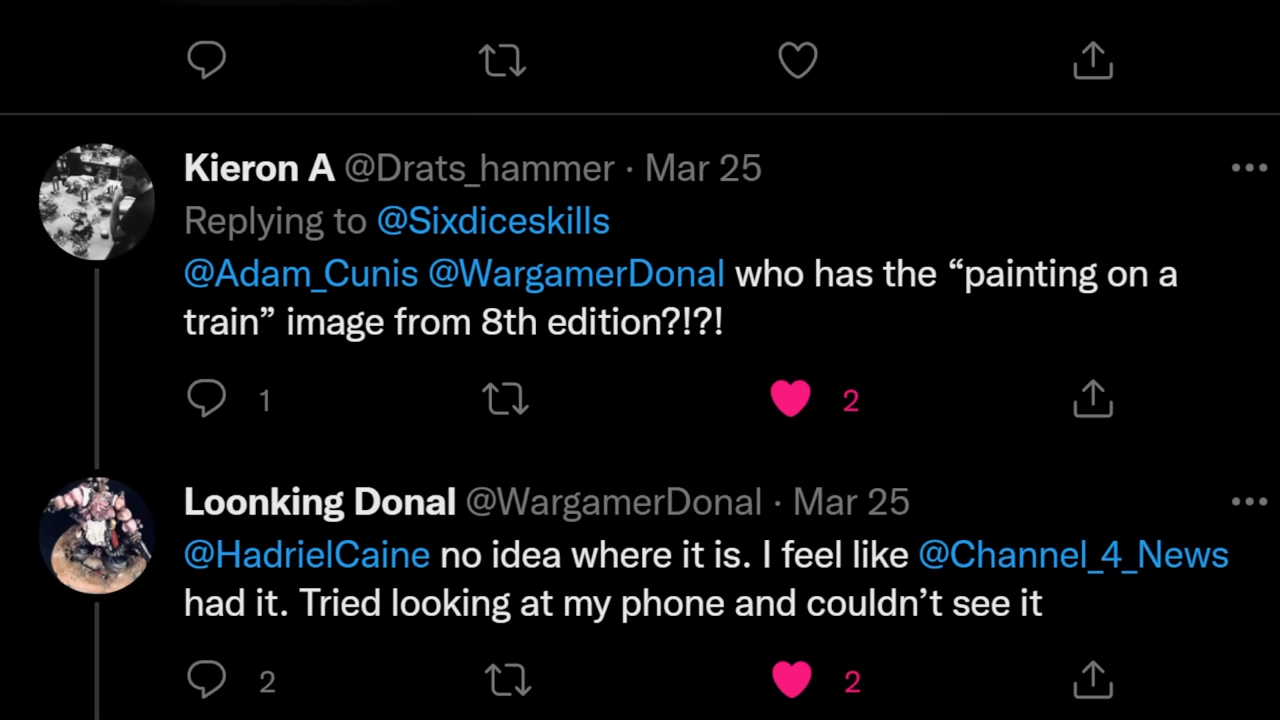 Kieron A @Drats_hammer · Mar 25
Replying to @Sixdiceskills
@Adam_Cunis @WargamerDonal who has the “painting on a
train” image from 8th edition?!?!
1 2
Loonking Donal @WargamerDonal · Mar 25
@HadrielCaine no idea where it is. I feel like @Channel_4_News
had it. Tried looking at my phone and couldn’t see it
2 2